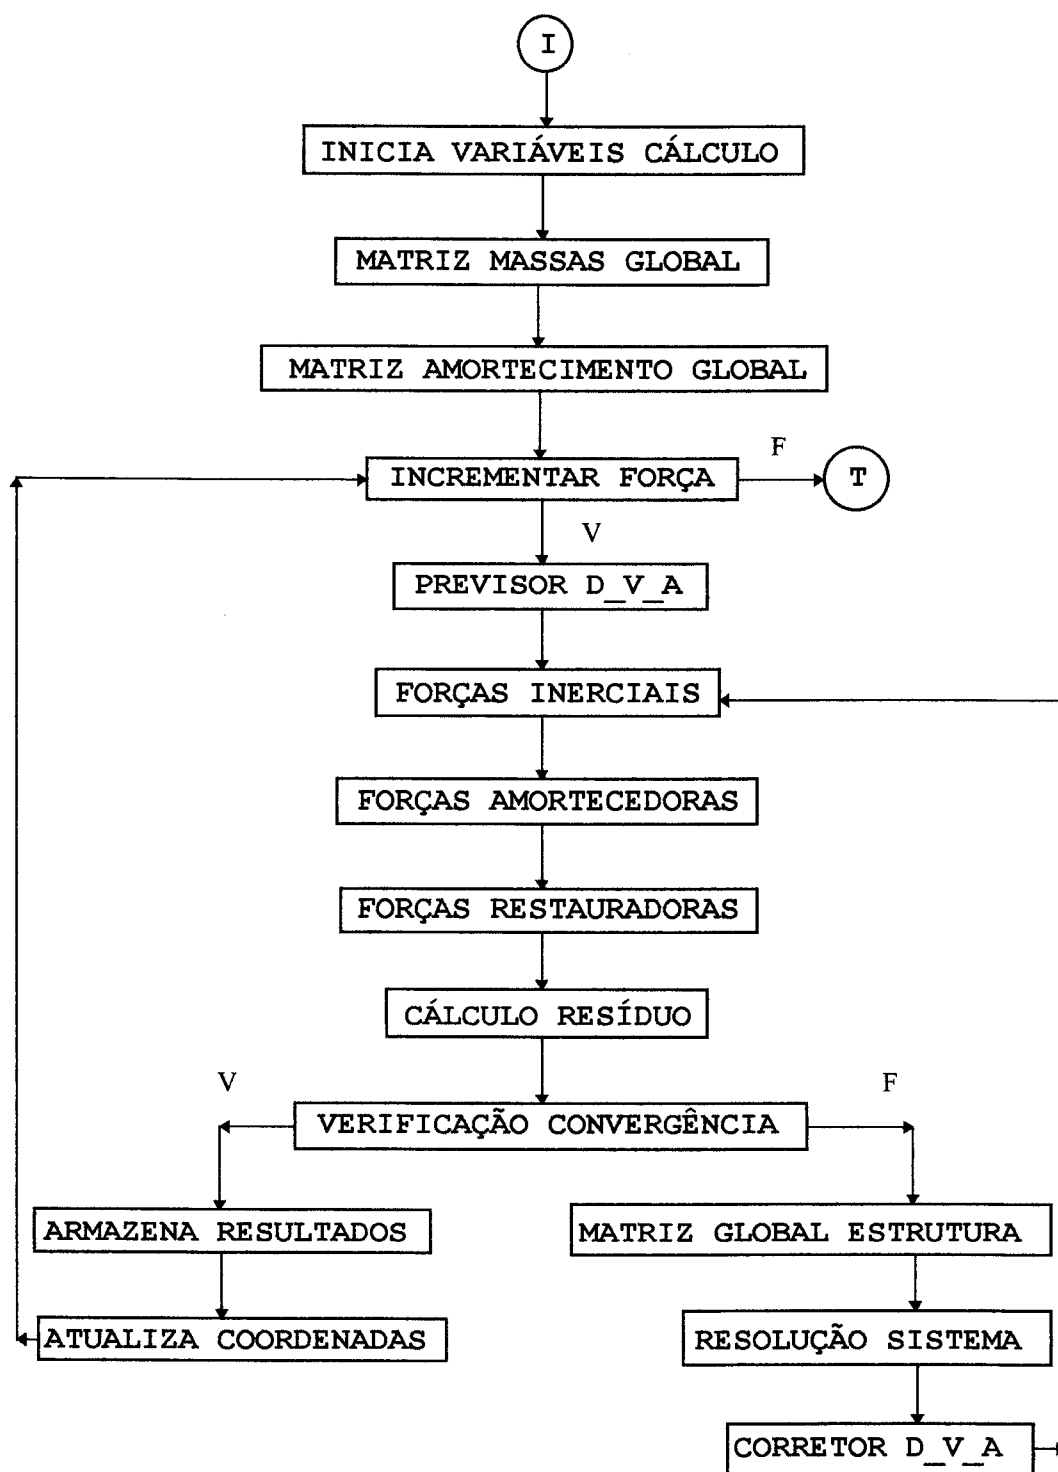 I
INICIA VARIÁVEIS CÁLCULO
MATRIZ MASSAS GLOBAL
MATRIZ AMORTECIMENTO GLOBAL
INCREMENTAR FORÇA
F
T
V
PREVISOR D_V_A
FORÇAS INERCIAIS
FORÇAS AMORTECEDORAS
FORÇAS RESTAURADORAS
CÁLCULO RESÍDUO
V
F
VERIFICAÇÃO CONVERGÊNCIA
ARMAZENA RESULTADOS
MATRIZ GLOBAL ESTRUTURA
ATUALIZA COORDENADAS
RESOLUÇÃO SISTEMA
CORRETOR D_V_A